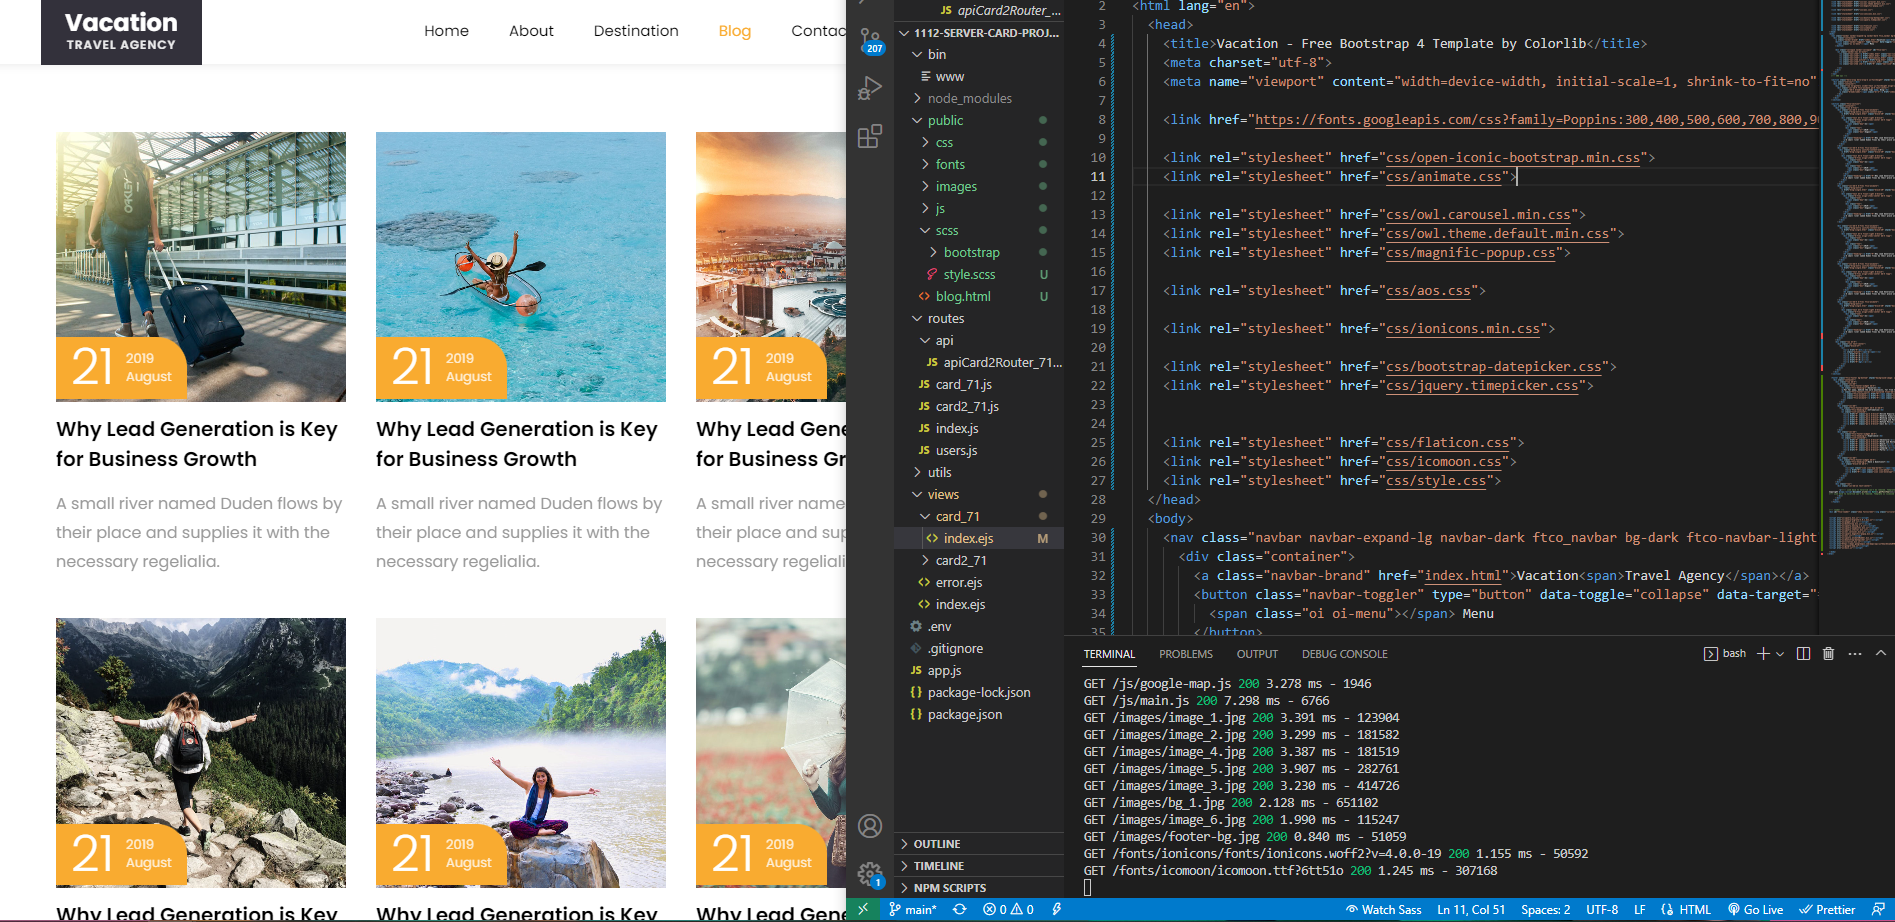 Vacation
TRAVEL AGENCY
Home About Destination Blog Contac
21 2019 August
21 2019 August
21 2019 August
Why Lead Generation is Key
for Business Growth
A small river named Duden flows by
their place and supplies it with the
necessary regelialia.
Why Lead Generation is Key
for Business Growth
A small river named Duden flows by
their place and supplies it with the
necessary regelialia.
Why Lead Gene
for Business G
A small river name
their place and su
necessary regeliali
21 2019 August
21 2019 August
21 2019 August
Why Lead Generation is Key
Why Lead Generation is Key
Why Lead Gene
207
1
JS apiCard2Router_...
1112-SERVER-CARD-PROJ...
bin
www
node_modules
public
css
fonts
images
js
scss
bootstrap
style.scss U
blog.html U
routes
api
JS apiCard2Router_71...
JS card_71.js
JS card2_71.js
JS index.js
JS users.js
utils
views
card_71
index.ejs M
card2_71
error.ejs
index.ejs
.env
.gitignore
JS app.js
{} package-lock.json
{} package.json
OUTLINE
TIMELINE
NPM SCRIPTS
2 <html lang="en">
3 <head>
4 <title>Vacation - Free Bootstrap 4 Template by Colorlib</title>
5 <meta charset="utf-8">
6 <meta name="viewport" content="width=device-width, initial-scale=1, shrink-to-fit=no"
7
8 <link href="https://fonts.googleapis.com/css?family=Poppins:300,400,500,600,700,800,90
9
10 <link rel="stylesheet" href="css/open-iconic-bootstrap.min.css">
11 <link rel="stylesheet" href="css/animate.css">
12
13 <link rel="stylesheet" href="css/owl.carousel.min.css">
14 <link rel="stylesheet" href="css/owl.theme.default.min.css">
15 <link rel="stylesheet" href="css/magnific-popup.css">
16
17 <link rel="stylesheet" href="css/aos.css">
18
19 <link rel="stylesheet" href="css/ionicons.min.css">
20
21 <link rel="stylesheet" href="css/bootstrap-datepicker.css">
22 <link rel="stylesheet" href="css/jquery.timepicker.css">
23
24
25 <link rel="stylesheet" href="css/flaticon.css">
26 <link rel="stylesheet" href="css/icomoon.css">
27 <link rel="stylesheet" href="css/style.css">
28 </head>
29 <body>
30 <nav class="navbar navbar-expand-lg navbar-dark ftco_navbar bg-dark ftco-navbar-light
31 <div class="container">
32 <a class="navbar-brand" href="index.html">Vacation<span>Travel Agency</span></a>
33 <button class="navbar-toggler" type="button" data-toggle="collapse" data-target="
34 <span class="oi oi-menu"></span> Menu
35 </button>
TERMINAL PROBLEMS OUTPUT DEBUG CONSOLE bash
GET /js/google-map.js 200 3.278 ms - 1946
GET /js/main.js 200 7.298 ms - 6766
GET /images/image_1.jpg 200 3.391 ms - 123904
GET /images/image_2.jpg 200 3.299 ms - 181582
GET /images/image_4.jpg 200 3.387 ms - 181519
GET /images/image_5.jpg 200 3.907 ms - 282761
GET /images/image_3.jpg 200 3.230 ms - 414726
GET /images/bg_1.jpg 200 2.128 ms - 651102
GET /images/image_6.jpg 200 1.990 ms - 115247
GET /images/footer-bg.jpg 200 0.840 ms - 51059
GET /fonts/ionicons/fonts/ionicons.woff2?v=4.0.0-19 200 1.155 ms - 50592
GET /fonts/icomoon/icomoon.ttf?6tt51o 200 1.245 ms - 307168
main* 0 0 Watch Sass Ln 11, Col 51 Spaces: 2 UTF-8 LF HTML Go Live Prettier